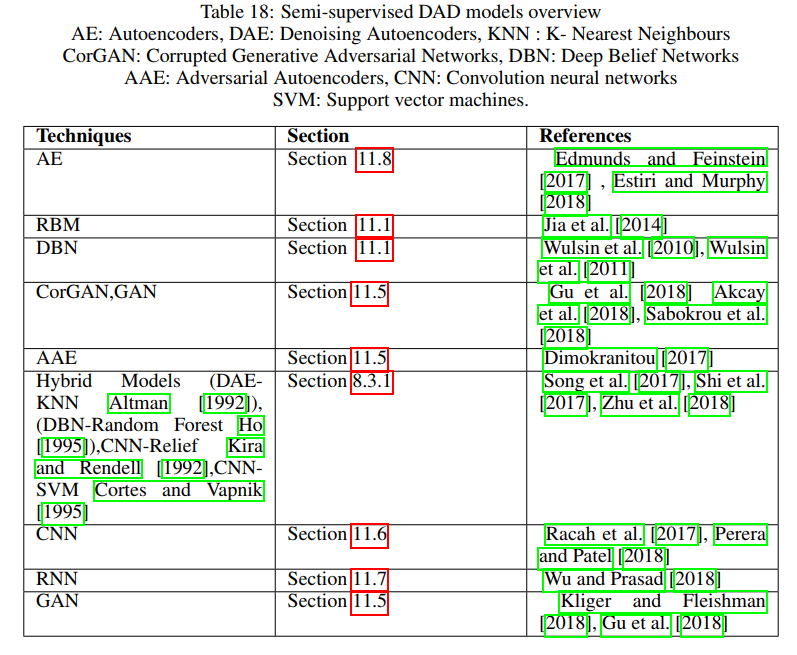 Table 18: Semi-supervised DAD models overview
AE: Autoencoders, DAE: Denoising Autoencoders, KNN : K- Nearest Neighbours
CorGAN: Corrupted Generative Adversarial Networks, DBN: Deep Belief Networks
AAE: Adversarial Autoencoders, CNN: Convolution neural networks
SVM: Support vector machines.
Techniques Section References
AE Section 11.8 Edmunds and Feinstein
[2017] , Estiri and Murphy
[2018]
RBM Section 11.1 Jia et al. [2014]
DBN Section 11.1 Wulsin et al. [2010], Wulsin
et al. [2011]
CorGAN,GAN Section 11.5 Gu et al. [2018] Akcay
et al. [2018], Sabokrou et al.
[2018]
AAE Section 11.5 Dimokranitou [2017]
Hybrid Models (DAE- Section 8.3.1 Song et al. [2017], Shi et al.
KNN Altman [1992]), [2017], Zhu et al. [2018]
(DBN-Random Forest Ho
[1995]),CNN-Relief Kira
and Rendell [1992],CNN-
SVM Cortes and Vapnik
[1995]
CNN Section 11.6 Racah et al. [2017], Perera
and Patel [2018]
RNN Section 11.7 Wu and Prasad [2018]
GAN Section 11.5 Kliger and Fleishman
[2018], Gu et al. [2018]